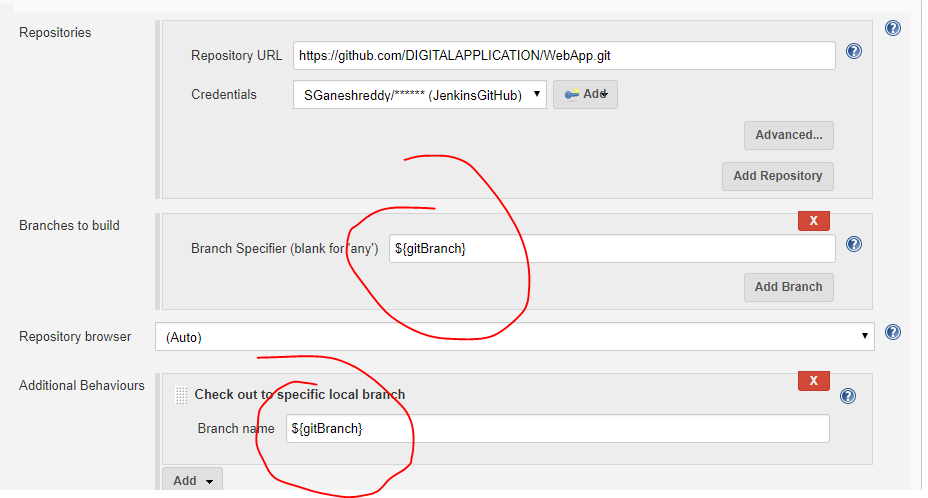 Repositories
Repository URL https://github.com/DIGITALAPPLICATION/WebApp.git
Credentials SGaneshreddy/****** (JenkinsGitHub) Add
Advanced...
Add Repository
Branches to build
X
Branch Specifier (blank for 'any') ${gitBranch}
Add Branch
Repository browser (Auto)
Additional Behaviours
X
Check out to specific local branch
Branch name ${gitBranch}
Add